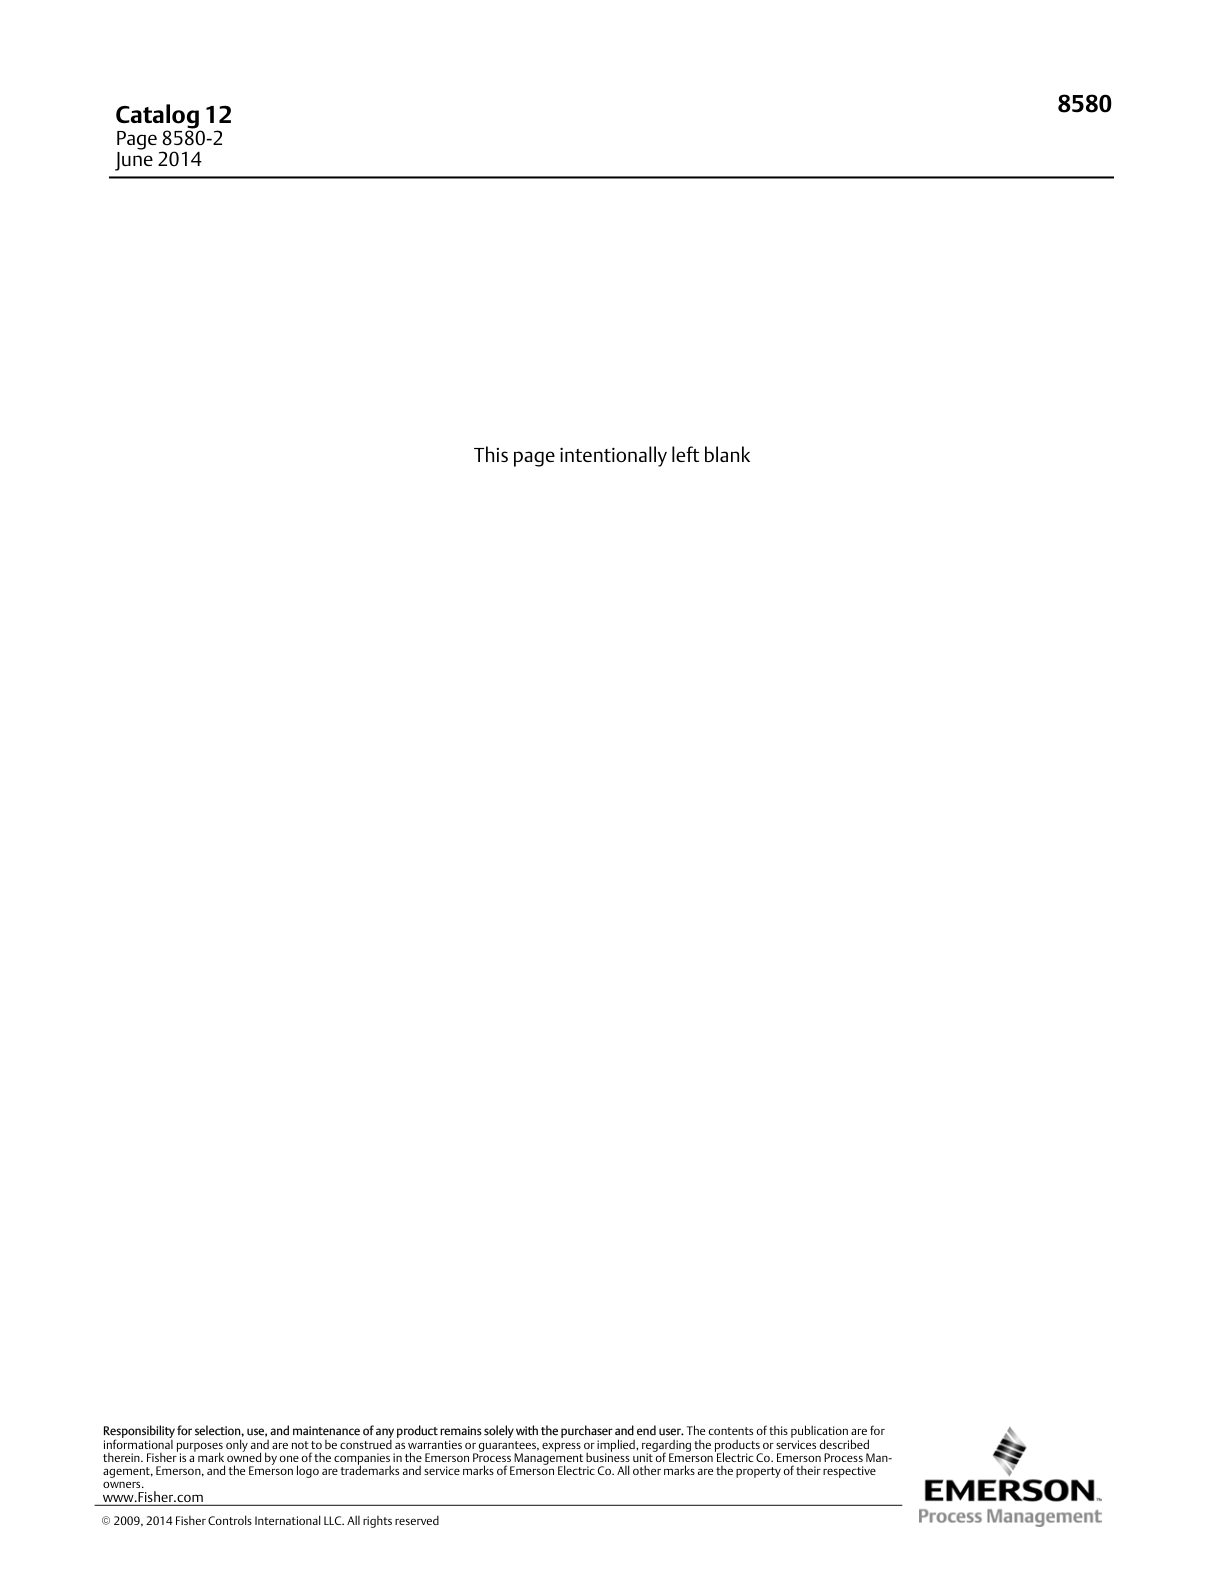 Catalog 12
Page 8580-2
June 2014
8580
This page intentionally left blank
Responsibility for selection, use, and maintenance of any product remains solely with the purchaser and end user. The contents of this publication are for
informational purposes only and are not to be construed as warranties or guarantees, express or implied, regarding the products or services described
therein. Fisher is a mark owned by one of the companies in the Emerson Process Management business unit of Emerson Electric Co. Emerson Process Man-
agement, Emerson, and the Emerson logo are trademarks and service marks of Emerson Electric Co. All other marks are the property of their respective
owners.
www.Fisher.com
© 2009, 2014 Fisher Controls International LLC. All rights reserved
EMERSON™
Process Management